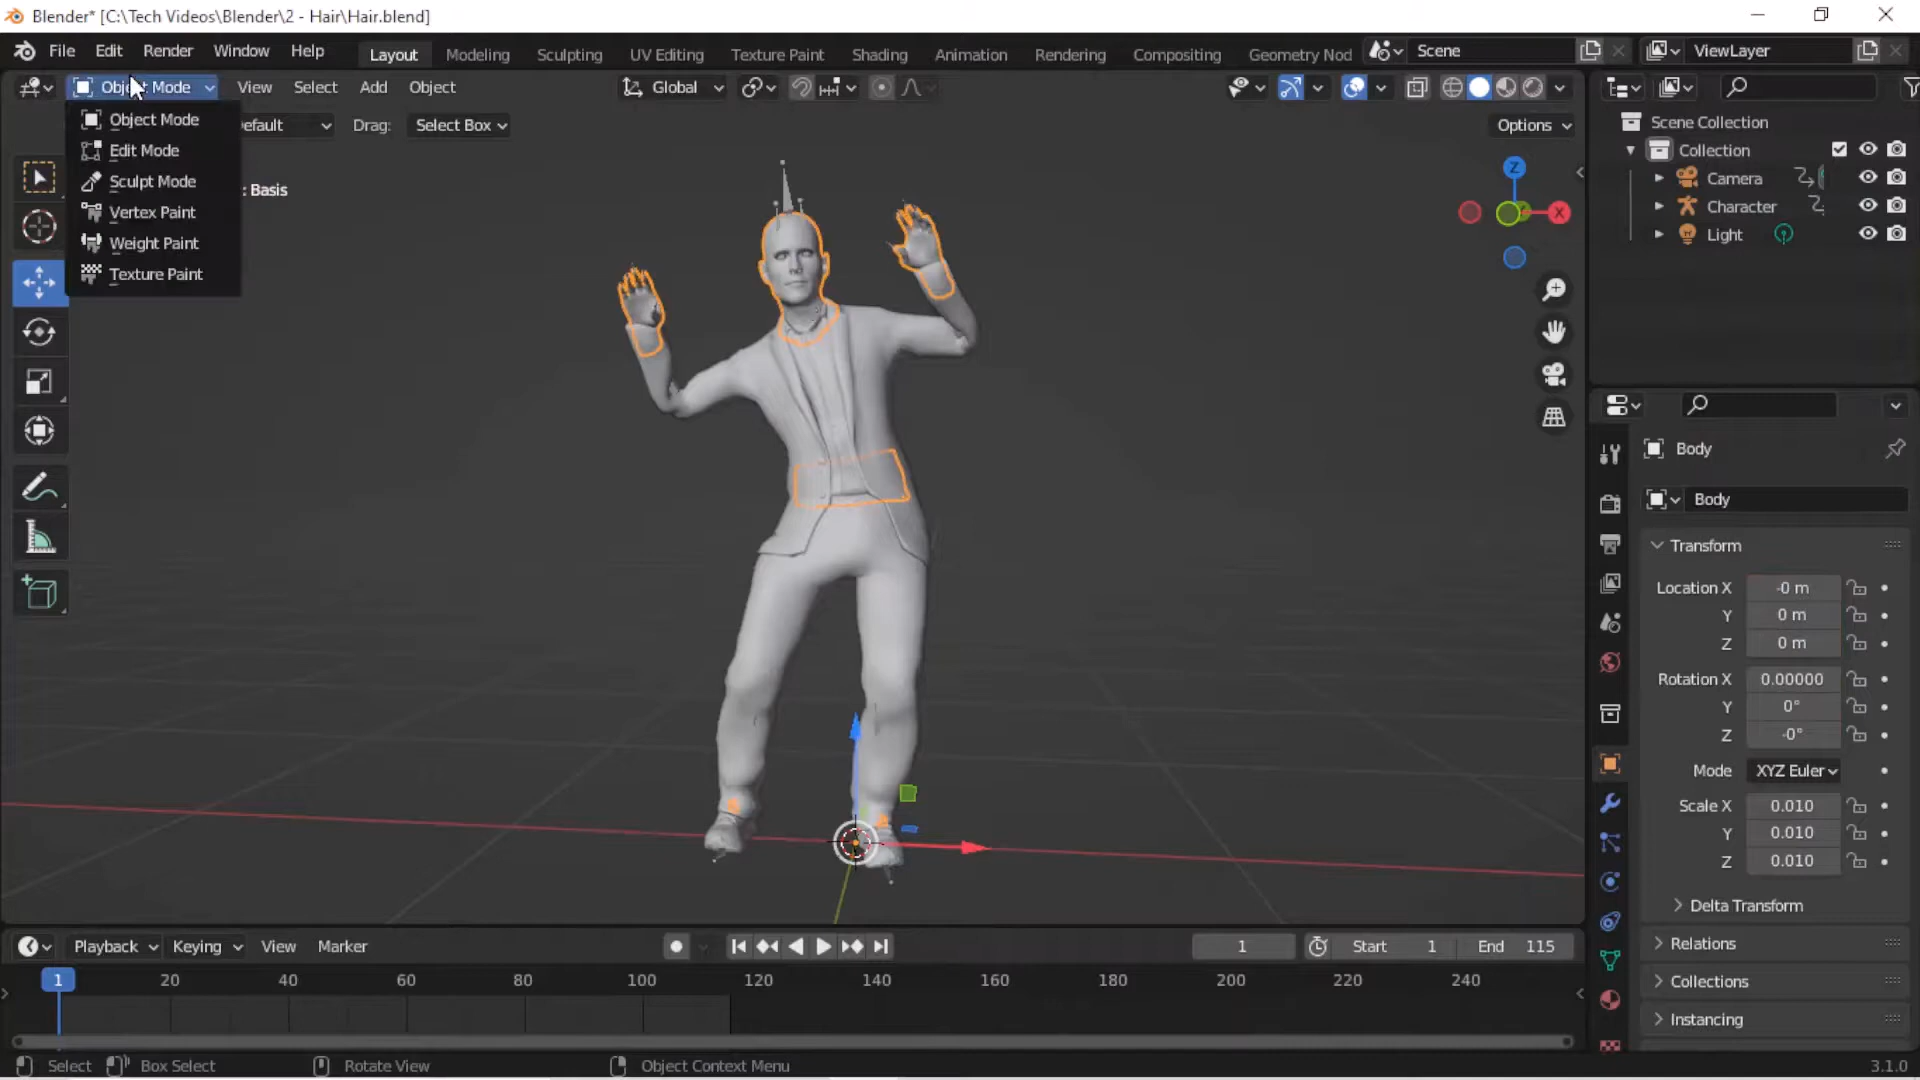 Blender* [C:\Tech Videos\Blender\2 - Hair\Hair.blend]
File Edit Render Window Help Layout Modeling Sculpting UV Editing Texture Paint Shading Animation Rendering Compositing Geometry Nod Scene ViewLayer
Object Mode View Select Add Object Global
Object Mode
Edit Mode
Sculpt Mode
Vertex Paint
Weight Paint
Texture Paint
efault Drag: Select Box Options
: Basis
Z
X
Scene Collection
Collection
Camera
Character
Light
Body
Body
Transform
Location X -0 m
Y 0 m
Z 0 m
Rotation X 0.00000
Y 0°
Z -0°
Mode XYZ Euler
Scale X 0.010
Y 0.010
Z 0.010
Delta Transform
Relations
Collections
Instancing
Playback Keying View Marker 1 Start 1 End 115
1 20 40 60 80 100 120 140 160 180 200 220 240
Select Box Select Rotate View Object Context Menu 3.1.0